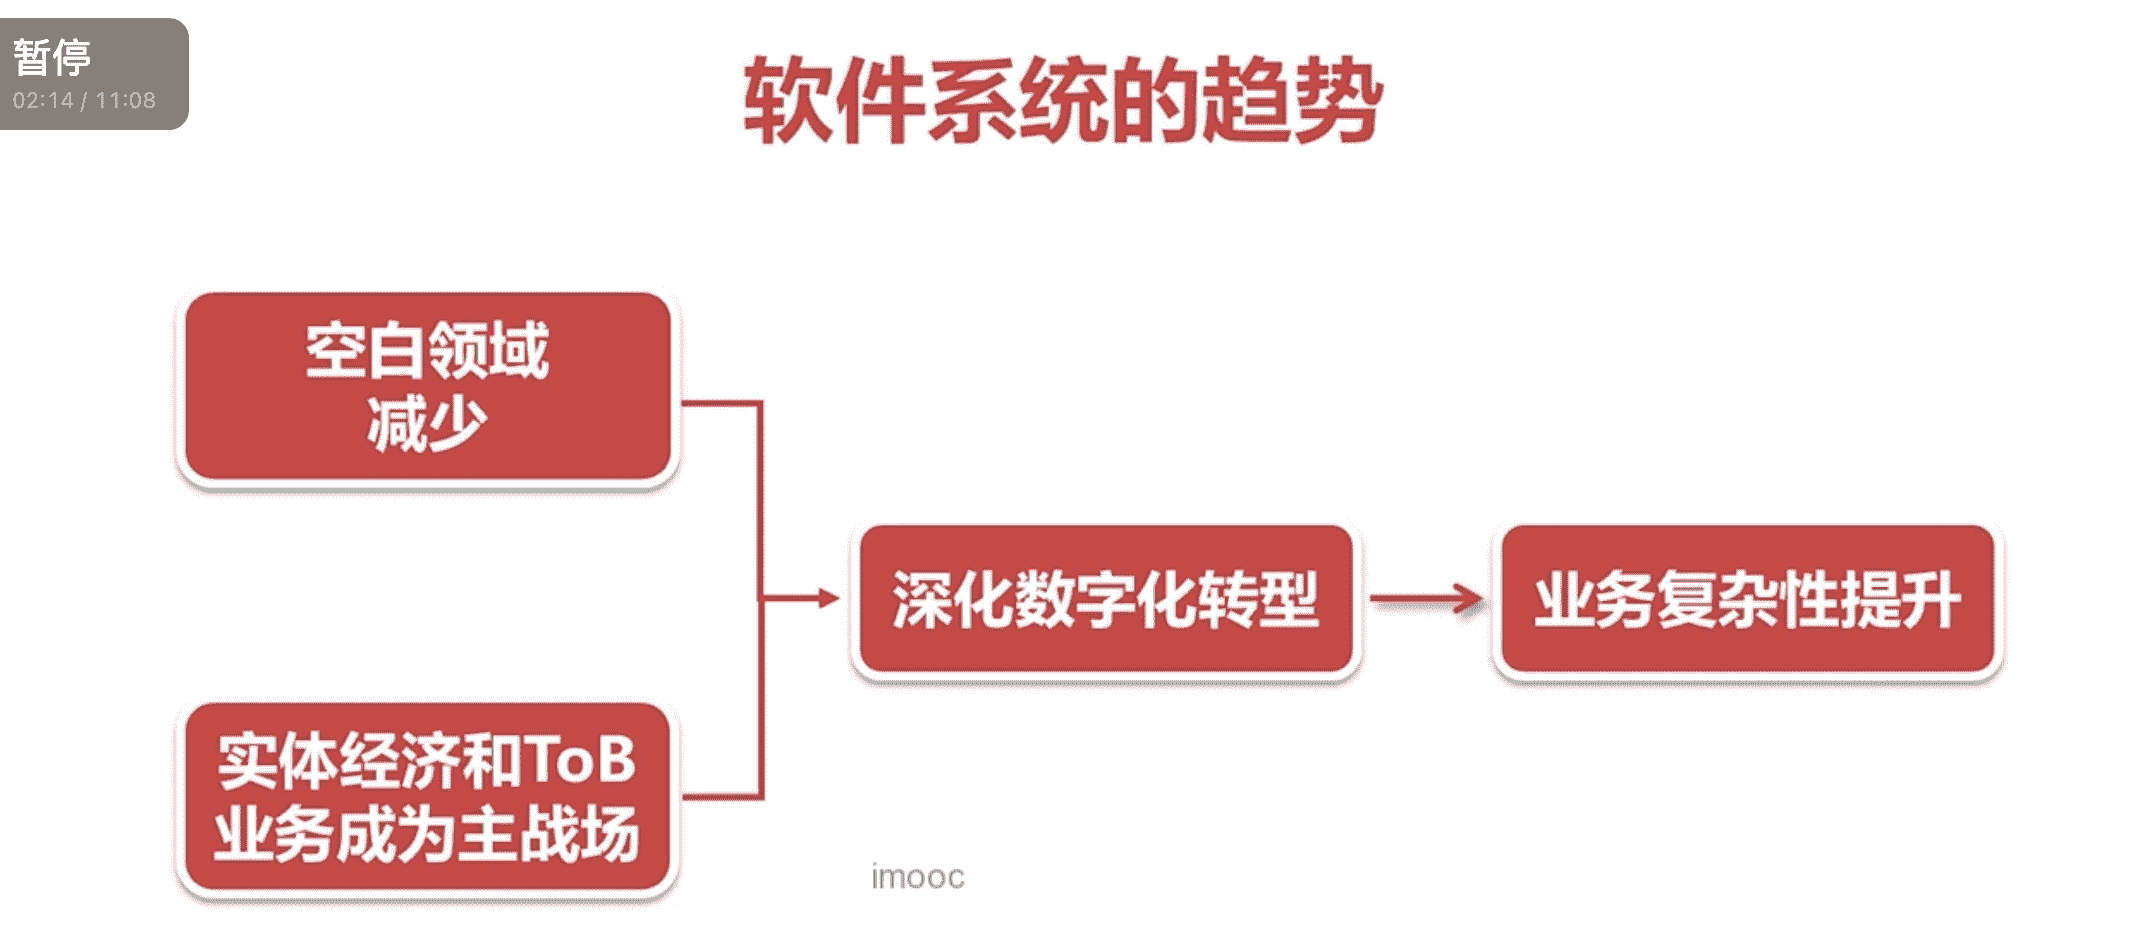 暂停
02:14 / 11:08
软件系统的趋势
空白领域
减少
深化数字化转型
业务复杂性提升
实体经济和ToB
业务成为主战场
imooc